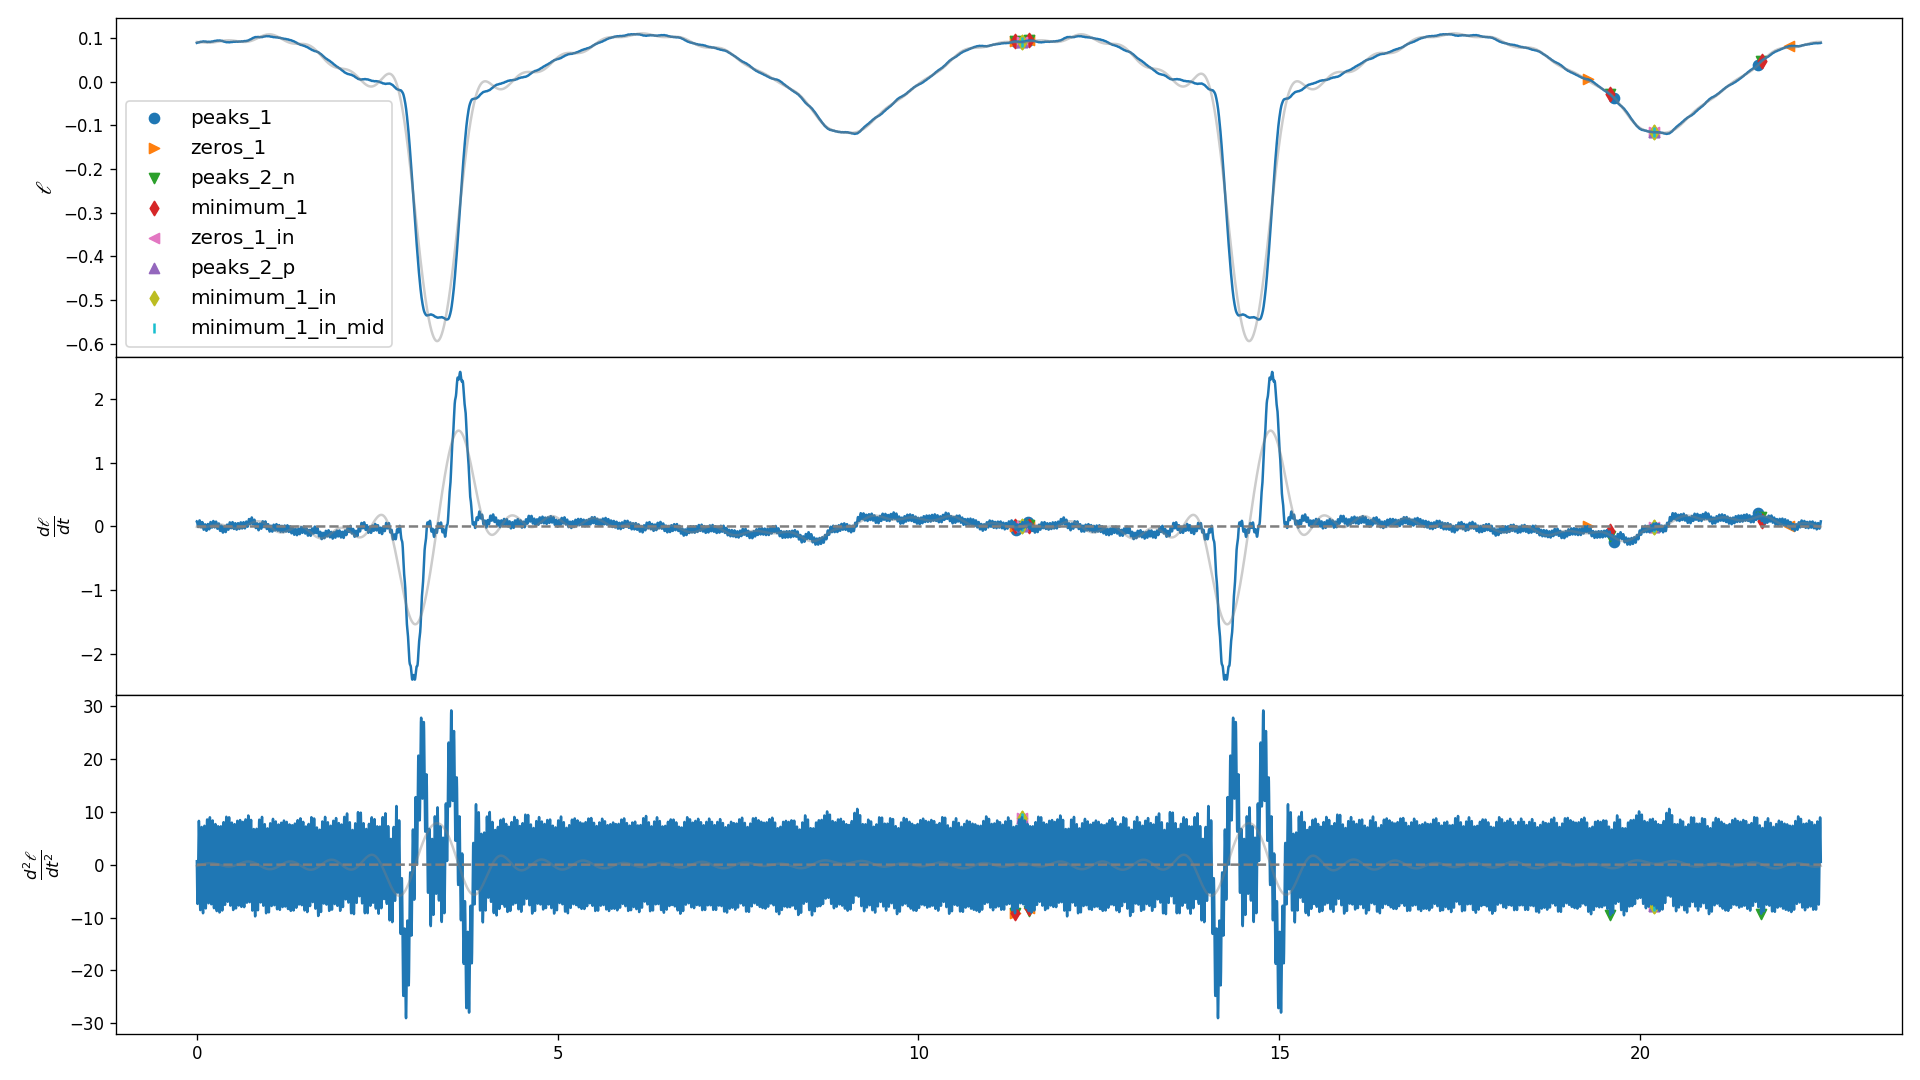 0.1
0.0
−0.1
−0.2
−0.3
−0.4
−0.5
−0.6
ℓ
peaks_1
zeros_1
peaks_2_n
minimum_1
zeros_1_in
peaks_2_p
minimum_1_in
minimum_1_in_mid
2
1
0
−1
−2
dℓ
dt
30
20
10
0
−10
−20
−30
d²ℓ
dt²
0 5 10 15 20